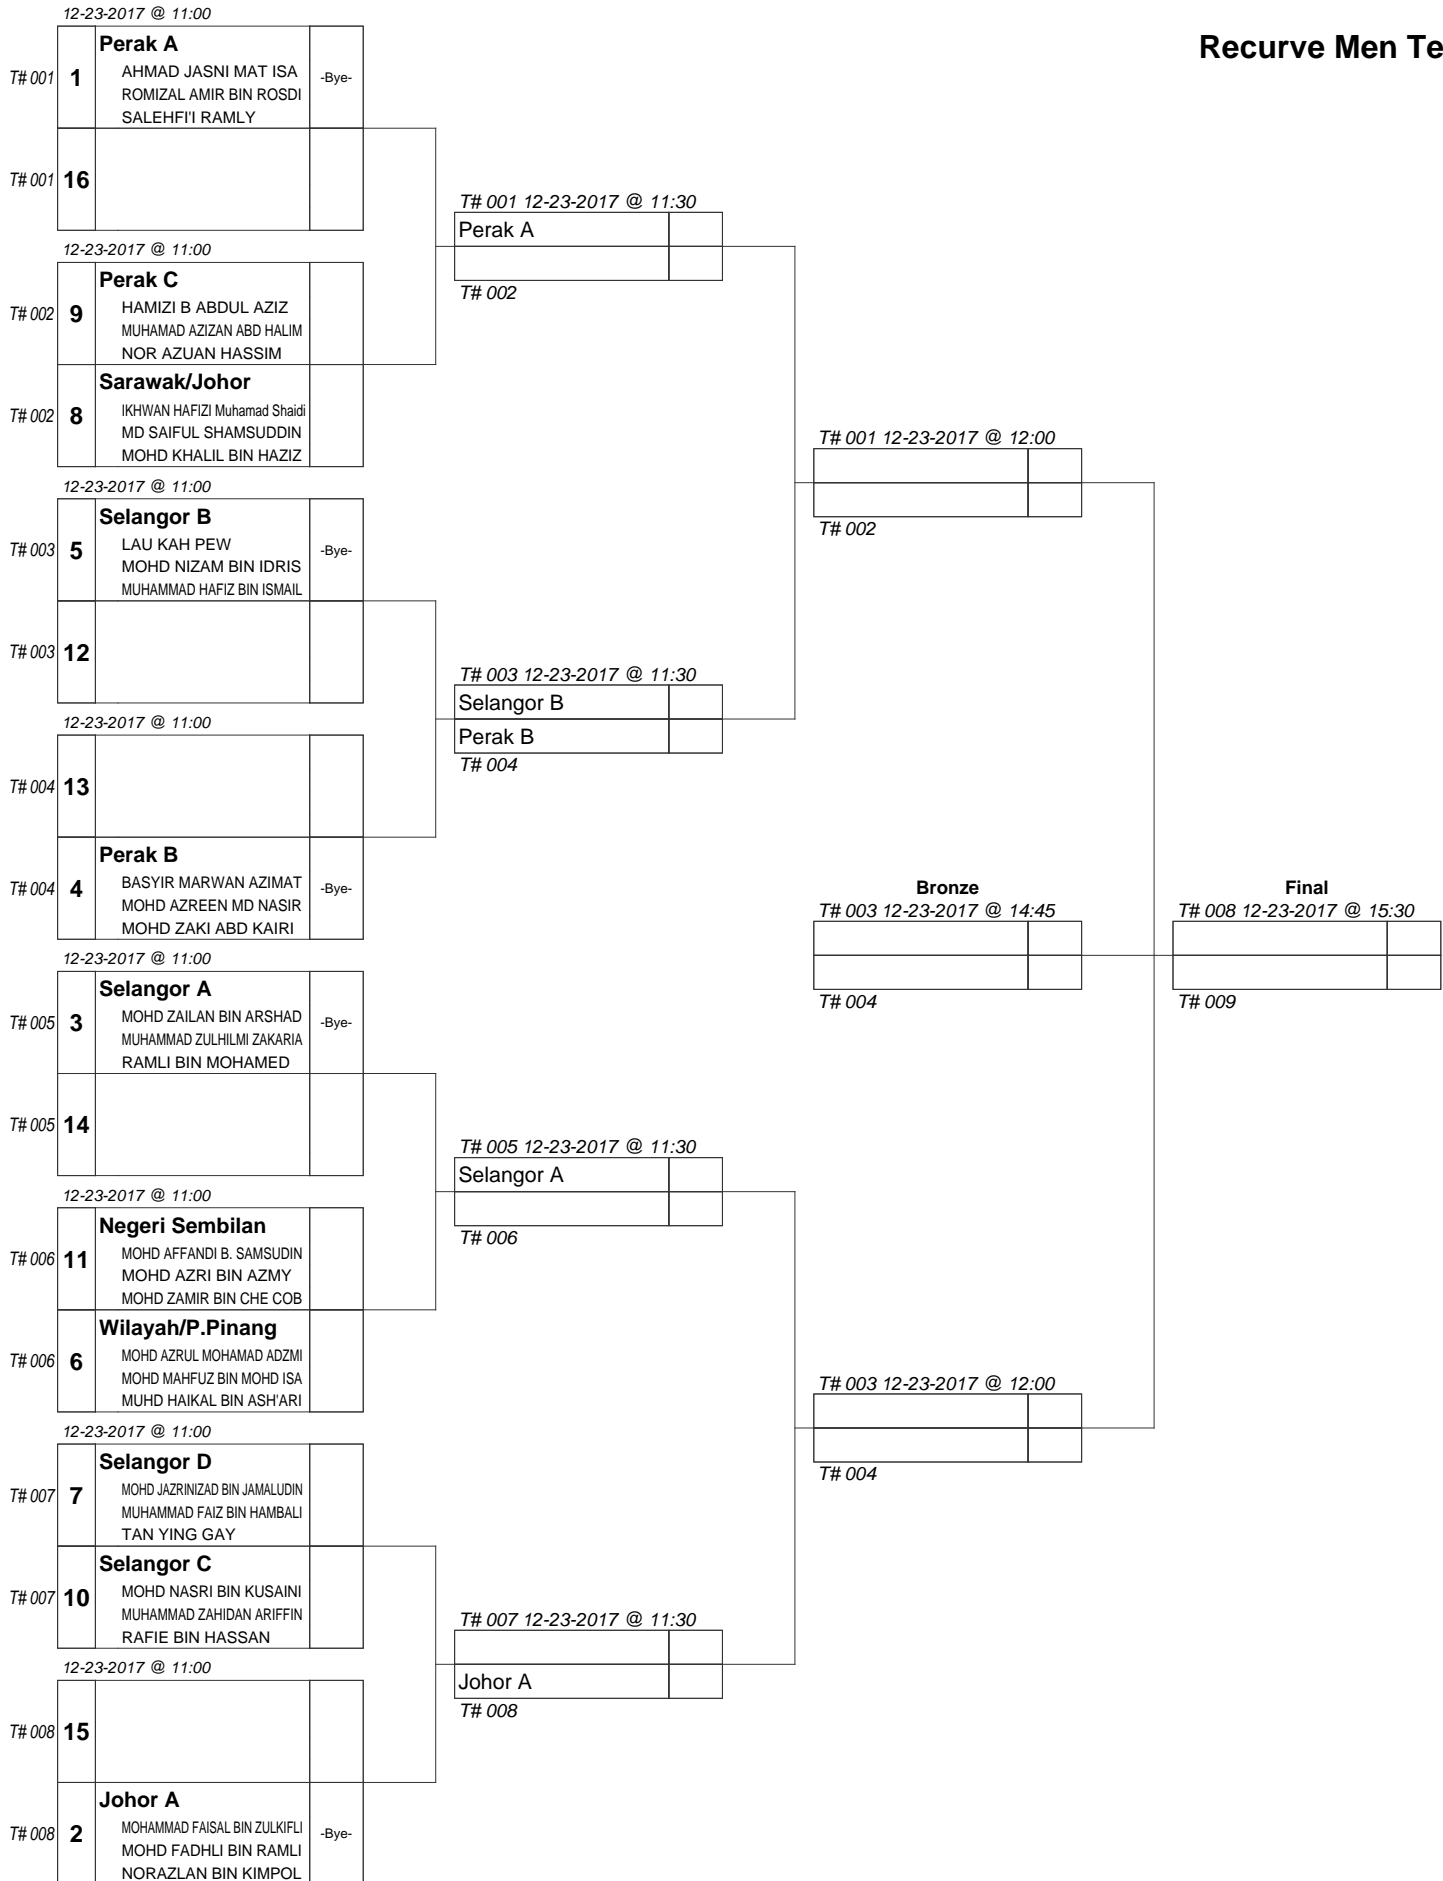 Recurve Men Te
12-23-2017 @ 11:00
T# 001 1 Perak A
AHMAD JASNI MAT ISA -Bye-
ROMIZAL AMIR BIN ROSDI
SALEHFI'I RAMLY
T# 001 16
12-23-2017 @ 11:00
T# 002 9 Perak C
HAMIZI B ABDUL AZIZ
MUHAMAD AZIZAN ABD HALIM
NOR AZUAN HASSIM
T# 002 8 Sarawak/Johor
IKHWAN HAFIZI Muhamad Shaidi
MD SAIFUL SHAMSUDDIN
MOHD KHALIL BIN HAZIZ
12-23-2017 @ 11:00
T# 003 5 Selangor B
LAU KAH PEW -Bye-
MOHD NIZAM BIN IDRIS
MUHAMMAD HAFIZ BIN ISMAIL
T# 003 12
12-23-2017 @ 11:00
T# 004 13
T# 004 4 Perak B
BASYIR MARWAN AZIMAT -Bye-
MOHD AZREEN MD NASIR
MOHD ZAKI ABD KAIRI
12-23-2017 @ 11:00
T# 005 3 Selangor A
MOHD ZAILAN BIN ARSHAD -Bye-
MUHAMMAD ZULHILMI ZAKARIA
RAMLI BIN MOHAMED
T# 005 14
12-23-2017 @ 11:00
T# 006 11 Negeri Sembilan
MOHD AFFANDI B. SAMSUDIN
MOHD AZRI BIN AZMY
MOHD ZAMIR BIN CHE COB
T# 006 6 Wilayah/P.Pinang
MOHD AZRUL MOHAMAD ADZMI
MOHD MAHFUZ BIN MOHD ISA
MUHD HAIKAL BIN ASH'ARI
12-23-2017 @ 11:00
T# 007 7 Selangor D
MOHD JAZRINIZAD BIN JAMALUDIN
MUHAMMAD FAIZ BIN HAMBALI
TAN YING GAY
T# 007 10 Selangor C
MOHD NASRI BIN KUSAINI
MUHAMMAD ZAHIDAN ARIFFIN
RAFIE BIN HASSAN
12-23-2017 @ 11:00
T# 008 15
T# 008 2 Johor A
MOHAMMAD FAISAL BIN ZULKIFLI -Bye-
MOHD FADHLI BIN RAMLI
NORAZLAN BIN KIMPOL
T# 001 12-23-2017 @ 11:30
Perak A
T# 002
T# 003 12-23-2017 @ 11:30
Selangor B
Perak B
T# 004
T# 005 12-23-2017 @ 11:30
Selangor A
T# 006
T# 007 12-23-2017 @ 11:30
Johor A
T# 008
T# 001 12-23-2017 @ 12:00
T# 002
Bronze
T# 003 12-23-2017 @ 14:45
T# 004
T# 003 12-23-2017 @ 12:00
T# 004
Final
T# 008 12-23-2017 @ 15:30
T# 009